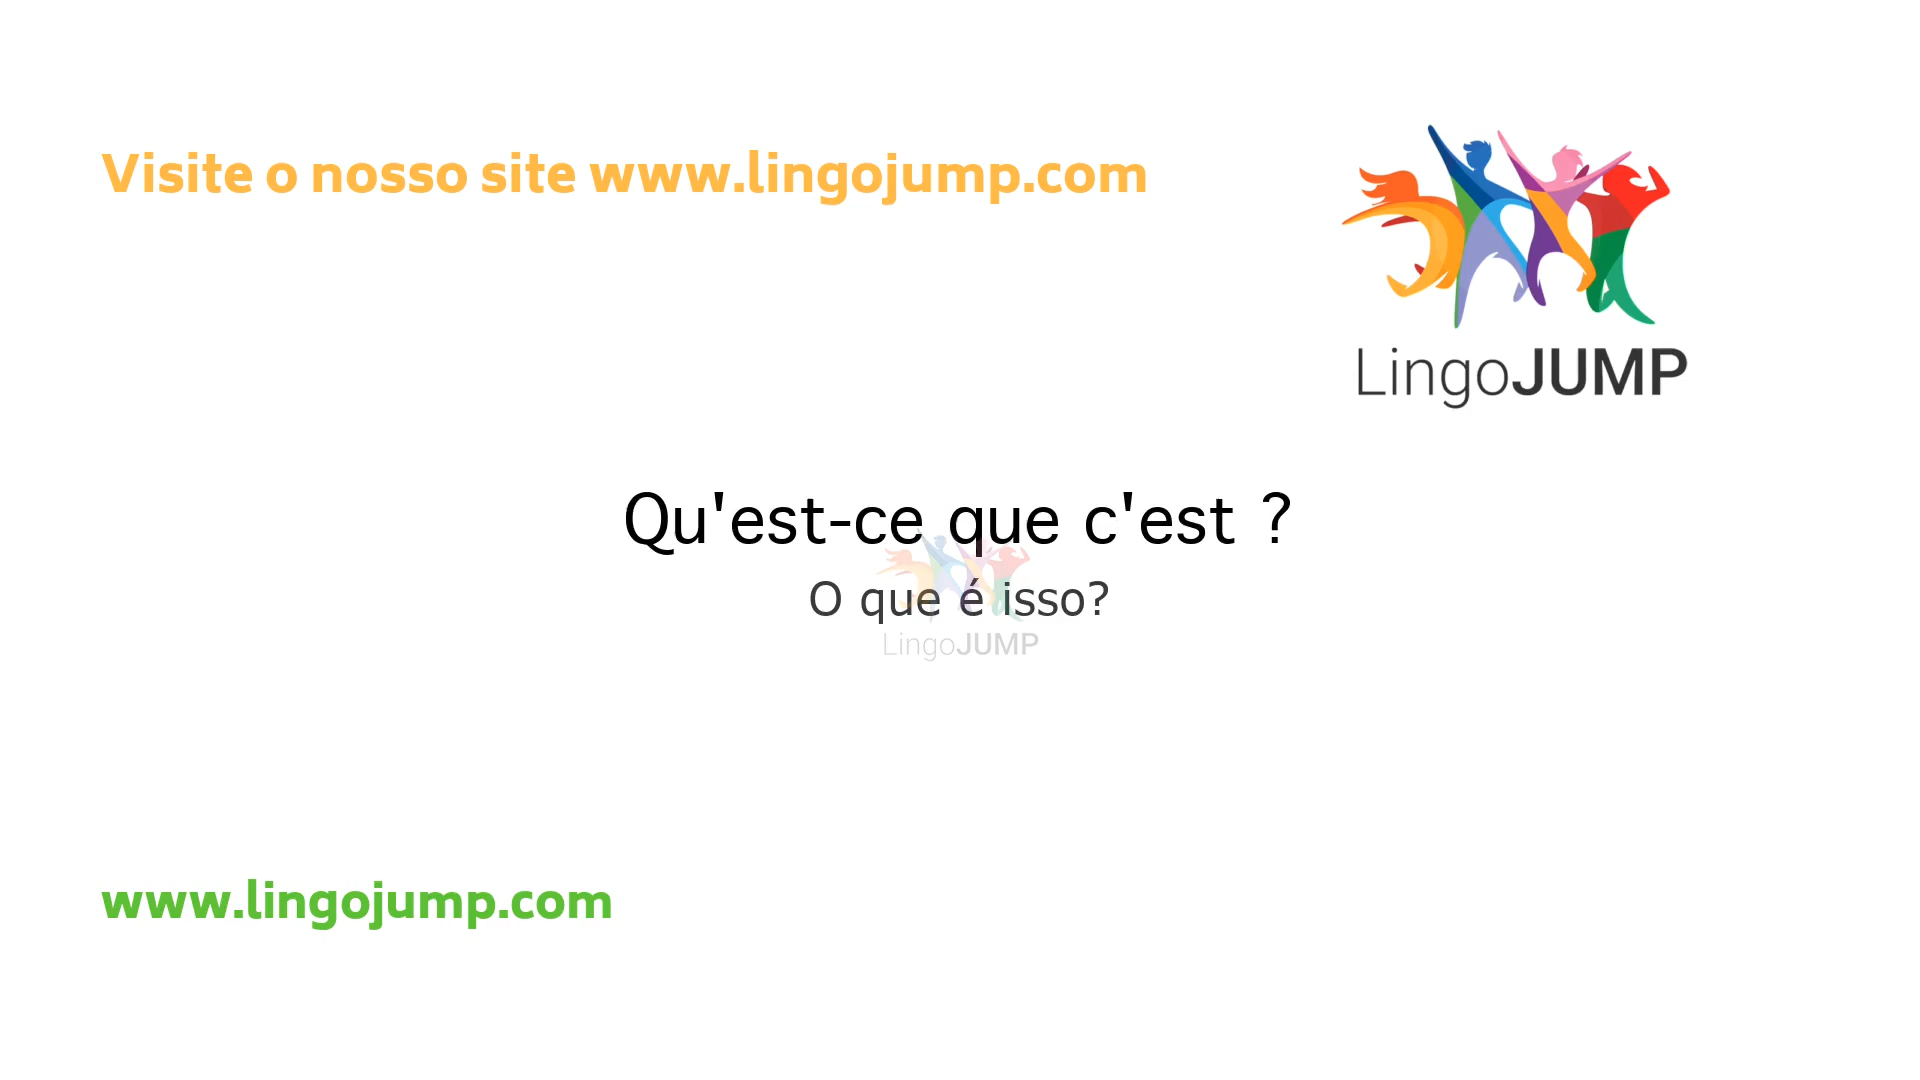 Visite o nosso site www.lingojump.com
LingoJUMP
Qu'est-ce que c'est ?
O que é isso?
LingoJUMP
www.lingojump.com